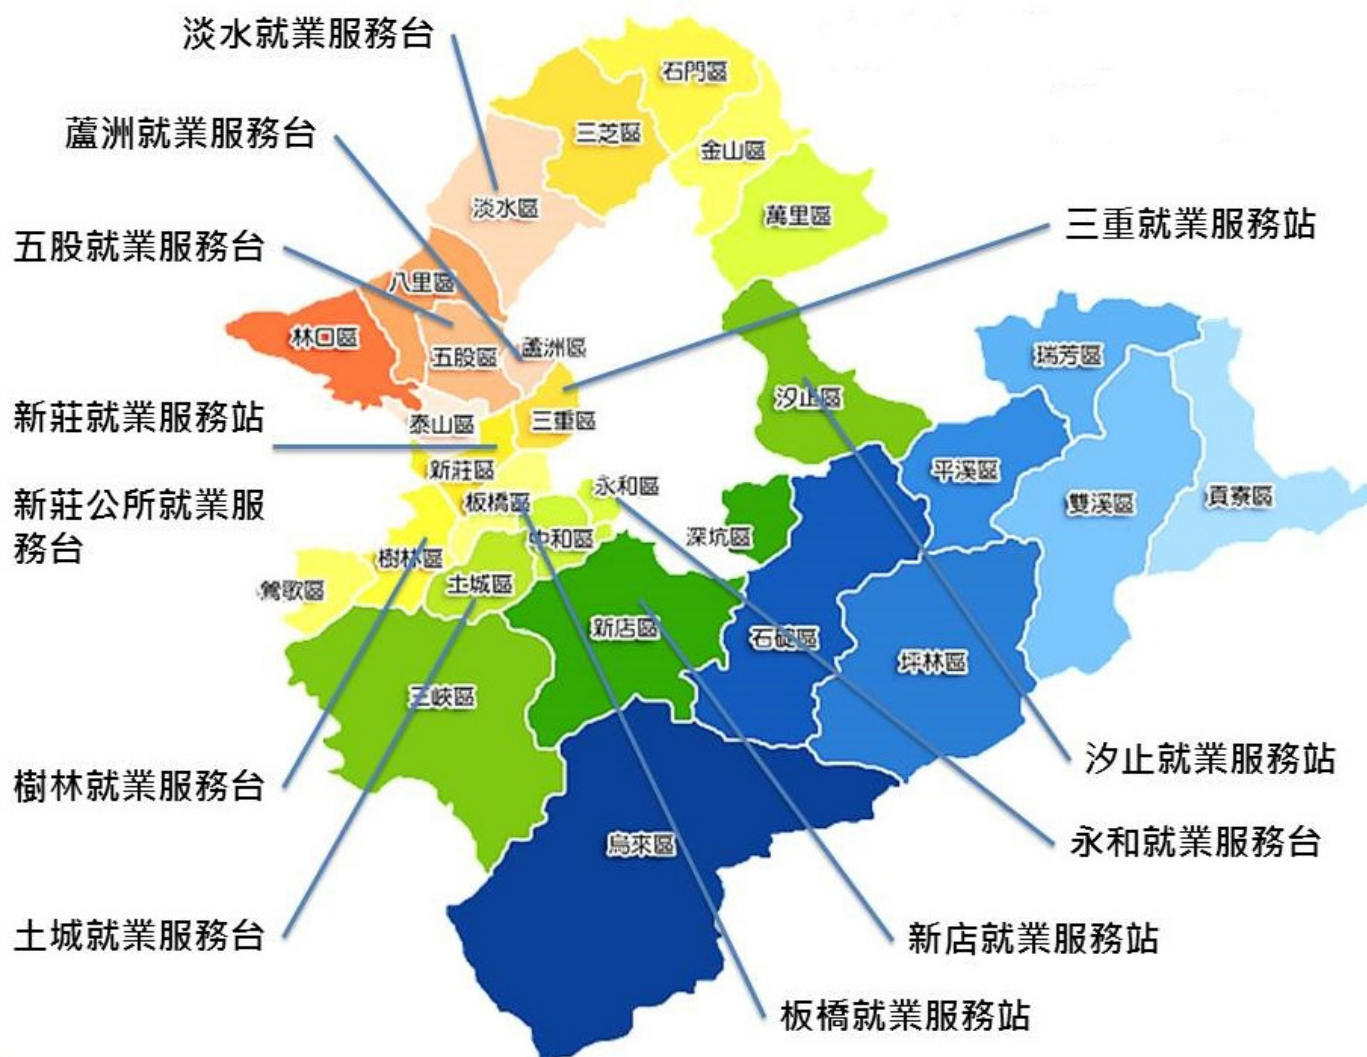 淡水就業服務台
石門區
三芝區
蘆洲就業服務台
金山區
淡水區
萬里區
三重就業服務站
五股就業服務台
八里區
林口區
五股區
蘆洲區
瑞芳區
汐止區
新莊就業服務站
泰山區
三重區
新莊區
平溪區
永和區
板橋區
雙溪區
貢寮區
新莊公所就業服
務台
中和區
深坑區
樹林區
土城區
鶯歌區
新店區
石碇區
坪林區
三峽區
汐止就業服務站
樹林就業服務台
烏來區
永和就業服務台
土城就業服務台
新店就業服務站
板橋就業服務站